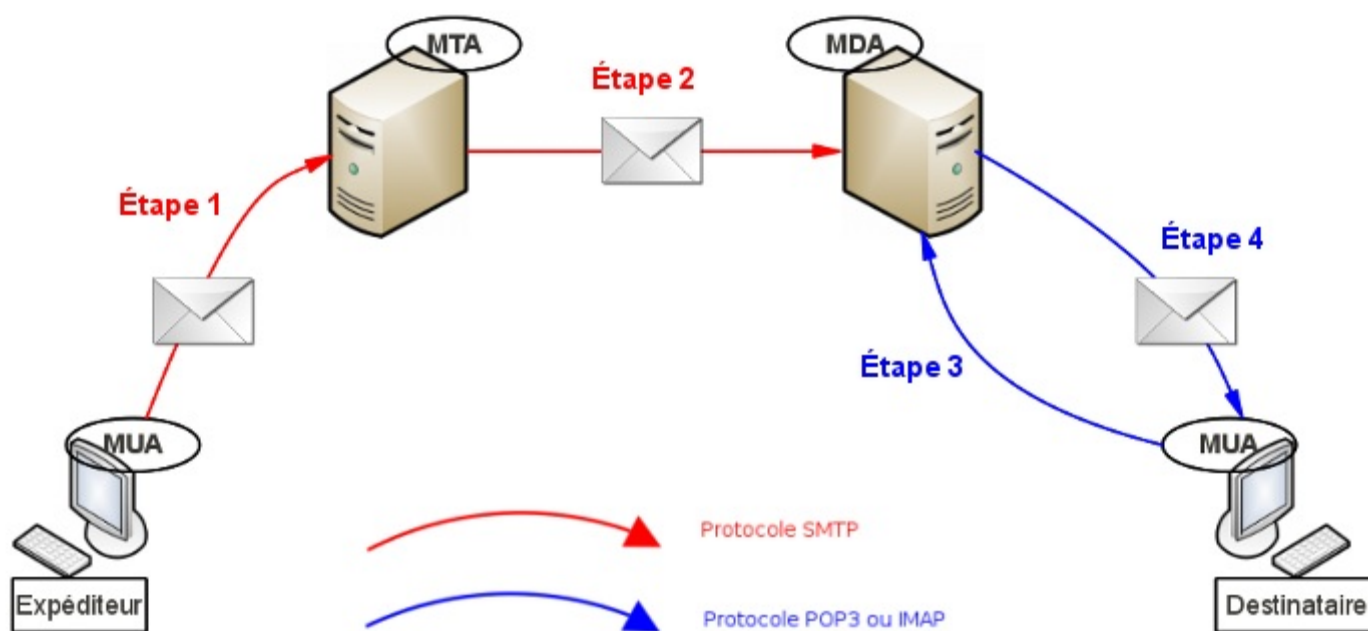 MTA
MDA
Étape 2
Étape 1
Étape 4
Étape 3
MUA
MUA
Protocole SMTP
Expéditeur
Destinataire
Protocole POP3 ou IMAP